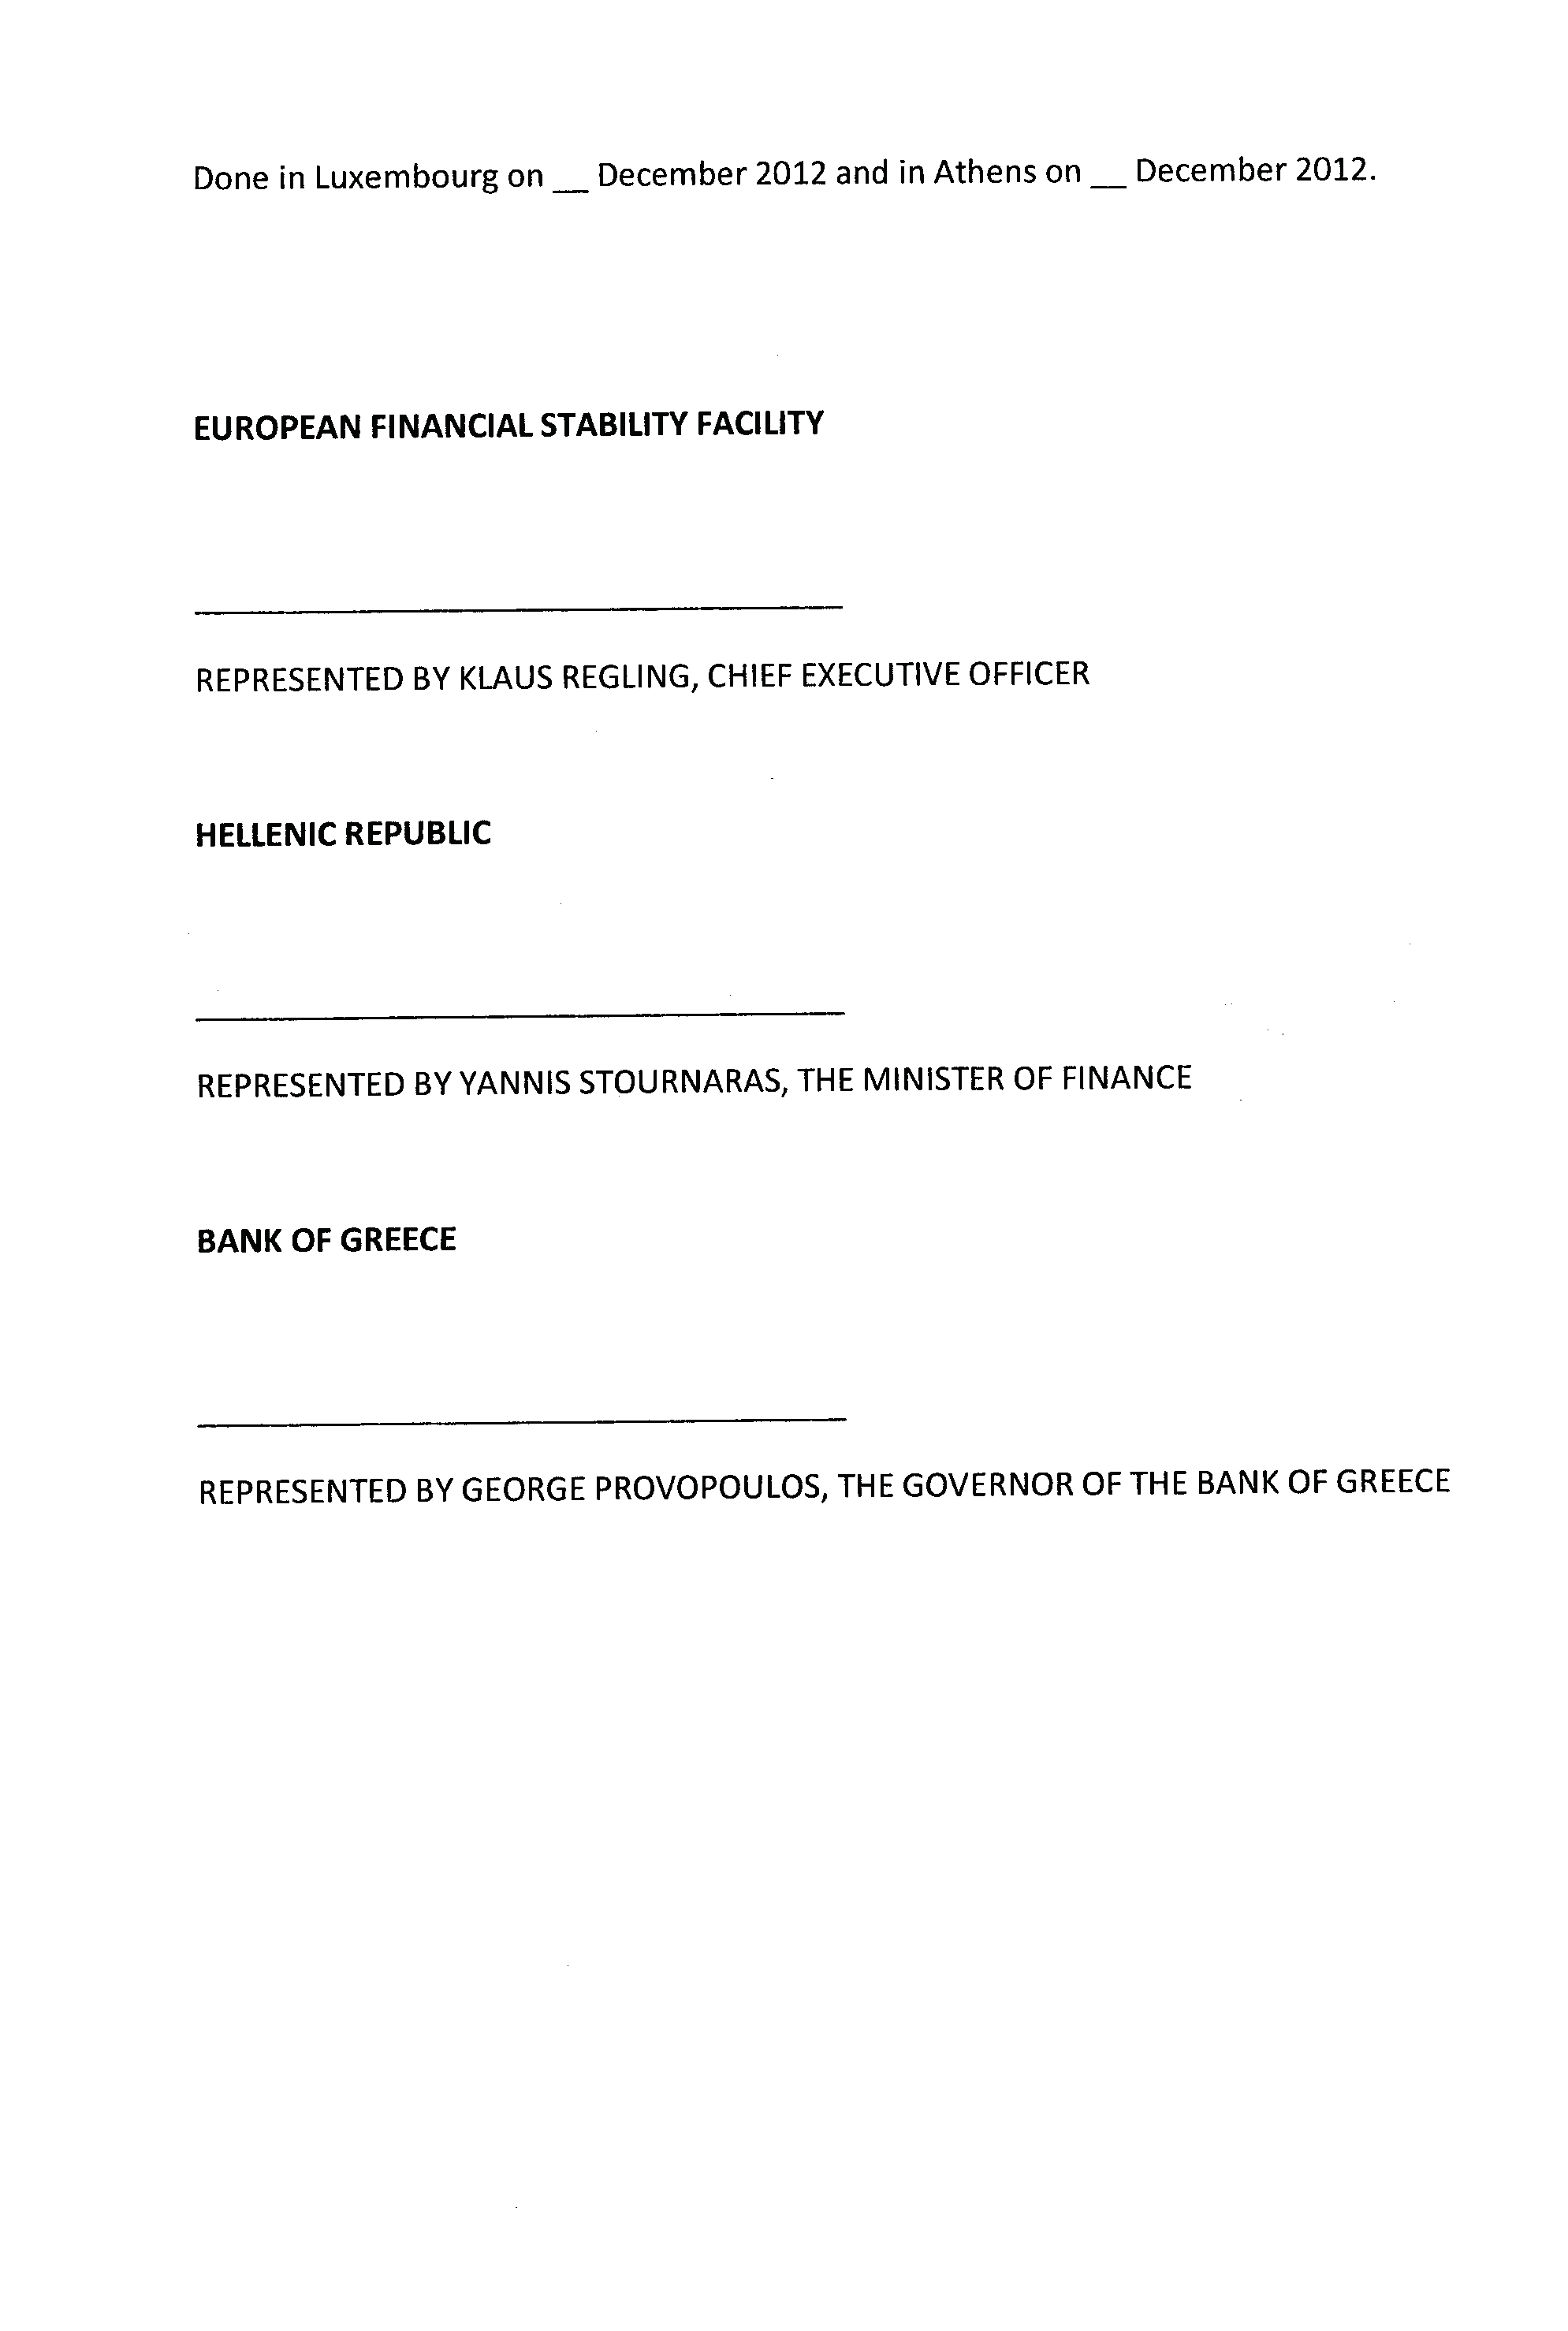 Done in Luxembourg on __ December 2012 and in Athens on __ December 2012.
EUROPEAN FINANCIAL STABILITY FACILITY
REPRESENTED BY KLAUS REGLING, CHIEF EXECUTIVE OFFICER
HELLENIC REPUBLIC
REPRESENTED BY YANNIS STOURNARAS, THE MINISTER OF FINANCE
BANK OF GREECE
REPRESENTED BY GEORGE PROVOPOULOS, THE GOVERNOR OF THE BANK OF GREECE